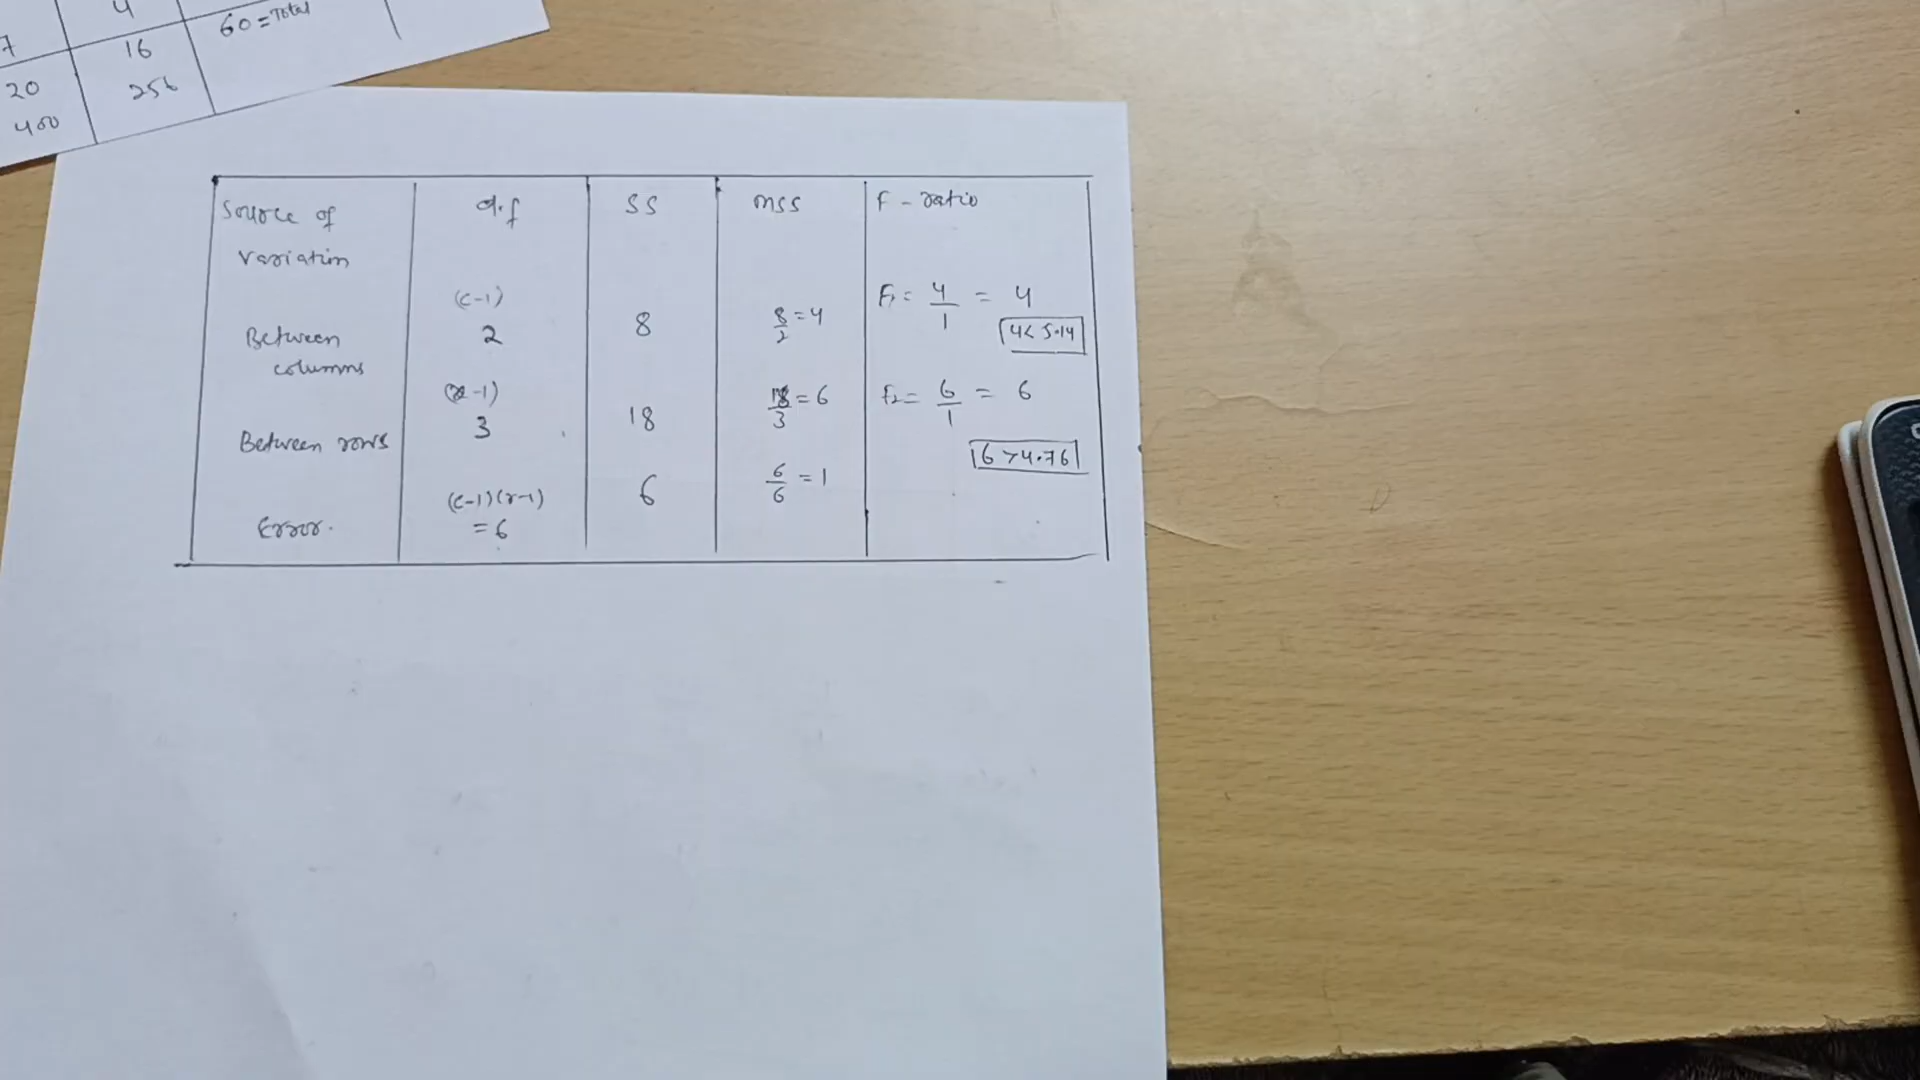 4
7 16 60 = Total
20 256
400
Source of variation d.f SS MSS F - ratio
(c-1)
Between columns 2 8 8/2 = 4 F1 = 4/1 = 4
4 < 5.14
(r-1)
Between rows 3 18 18/3 = 6 F2 = 6/1 = 6
6 > 4.76
(c-1)(r-1)
Error. = 6 6 6/6 = 1